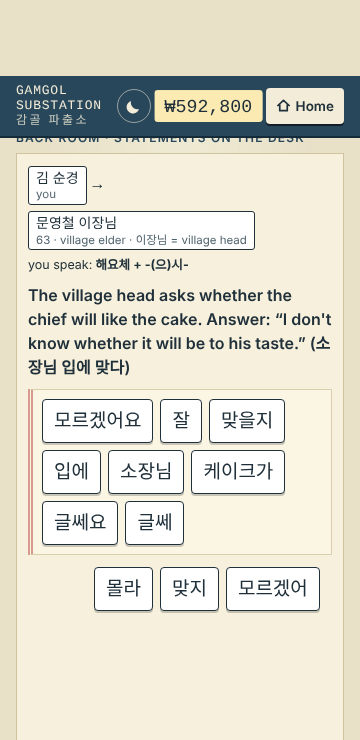 GAMGOL
SUBSTATION
감골 파출소
₩592,800
Home
BACK ROOM · STATEMENTS ON THE DESK
김 순경
you
→
문영철 이장님
63 · village elder · 이장님 = village head
you speak: 해요체 + -(으)시-
The village head asks whether the
chief will like the cake. Answer: “I don't
know whether it will be to his taste.” (소
장님 입에 맞다)
모르겠어요 잘 맞을지
입에 소장님 케이크가
글쎄요 글쎄
몰라 맞지 모르겠어